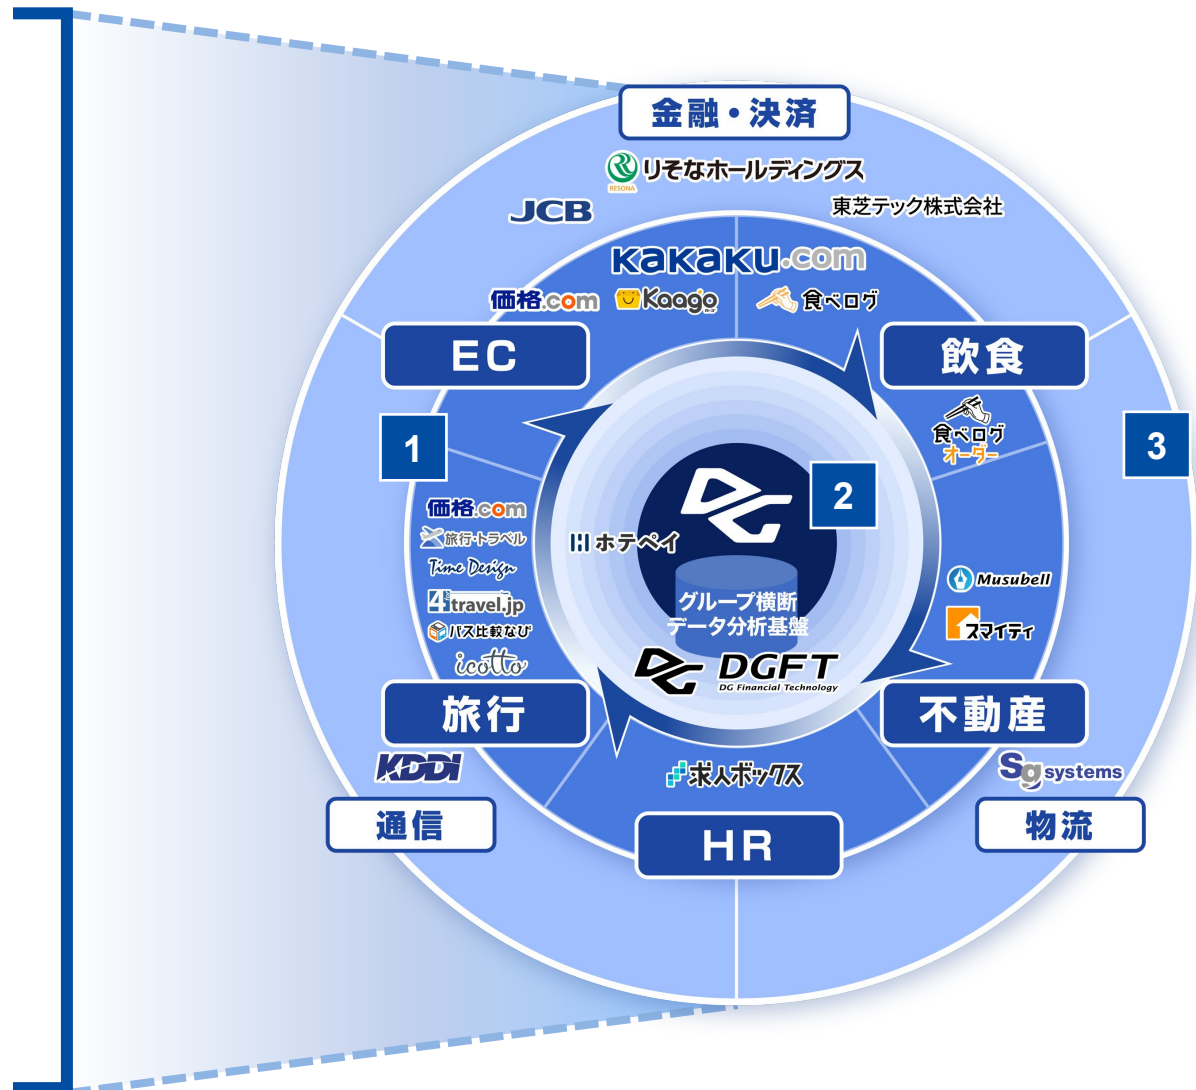 金融・決済
りそなホールディングス
RESONA
JCB
東芝テック株式会社
kakaku.com
価格.com
Kaago
食べログ
EC
飲食
食べログ
オーダー
1
2
3
価格.com
旅行・トラベル
Time Design
4travel.jp
バス比較なび
icotto
ホテペイ
DG
グループ横断
データ分析基盤
DG DGFT
DG Financial Technology
Musubell
スマイティ
旅行
不動産
KDDI
求人ボックス
Sg systems
通信
HR
物流